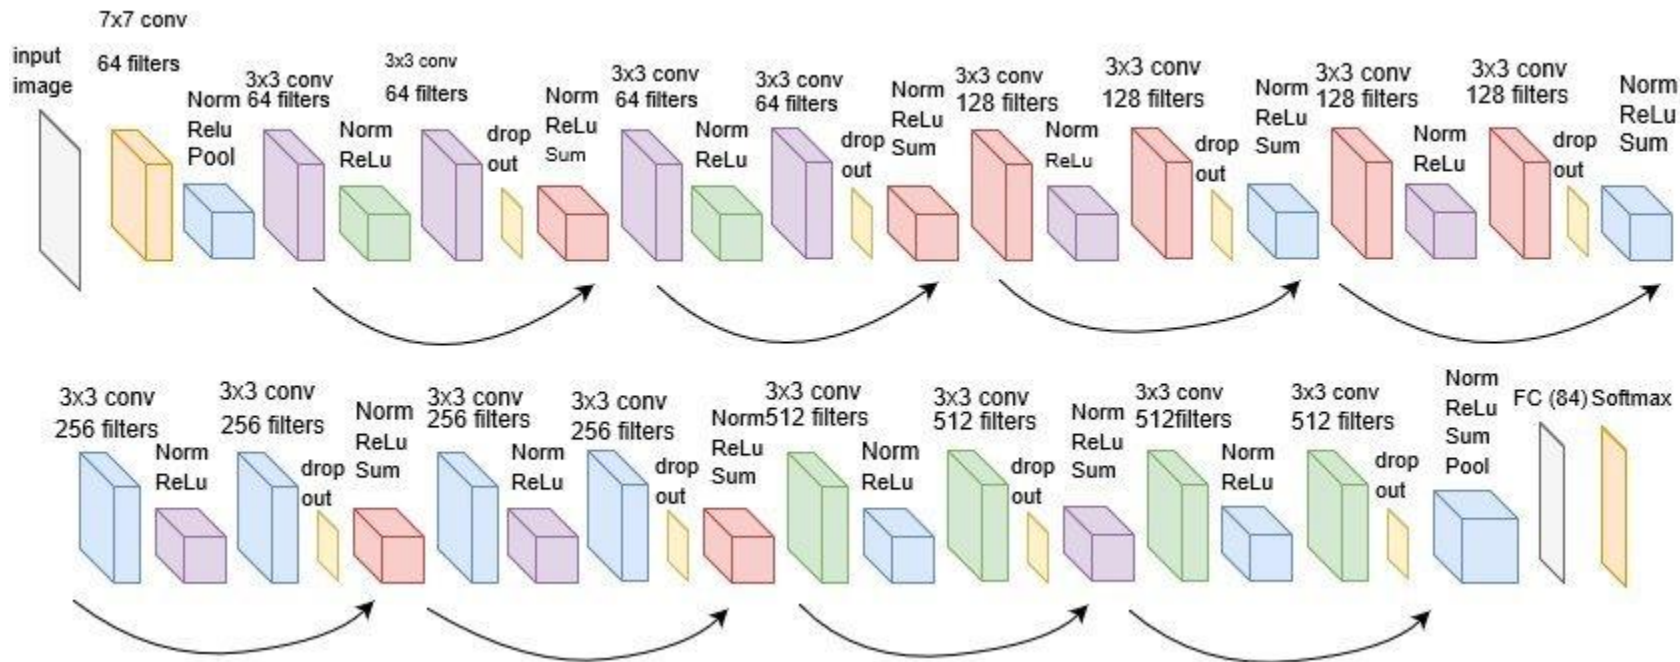 input
image
7x7 conv
64 filters
Norm
Relu
Pool
3x3 conv
64 filters
Norm
ReLu
3x3 conv
64 filters
drop
out
Norm
ReLu
Sum
3x3 conv
64 filters
Norm
ReLu
3x3 conv
64 filters
drop
out
Norm
ReLu
Sum
3x3 conv
128 filters
Norm
ReLu
3x3 conv
128 filters
drop
out
Norm
ReLu
Sum
3x3 conv
128 filters
Norm
ReLu
3x3 conv
128 filters
drop
out
Norm
ReLu
Sum
3x3 conv
256 filters
Norm
ReLu
3x3 conv
256 filters
drop
out
Norm
ReLu
Sum
3x3 conv
256 filters
Norm
ReLu
3x3 conv
256 filters
drop
out
Norm
ReLu
Sum
3x3 conv
512 filters
Norm
ReLu
3x3 conv
512 filters
drop
out
Norm
ReLu
Sum
3x3 conv
512filters
Norm
ReLu
3x3 conv
512 filters
drop
out
Norm
ReLu
Sum
Pool
FC (84)
Softmax